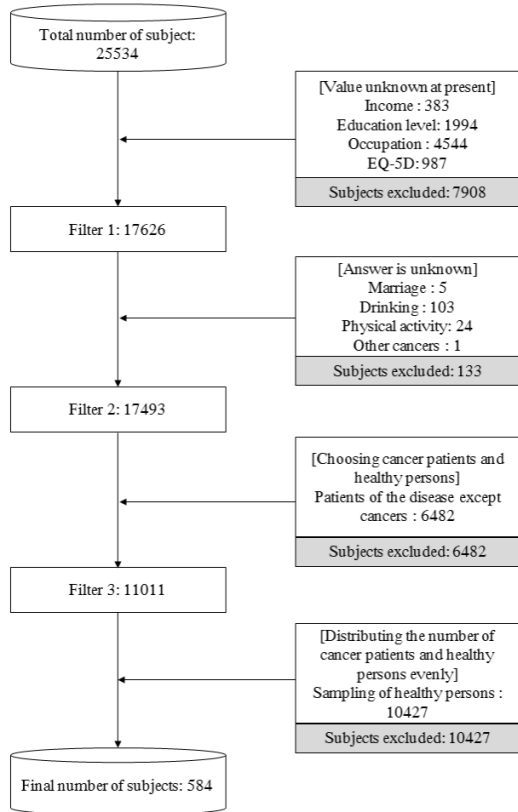 Total number of subject:
25534
[Value unknown at present]
Income : 383
Education level: 1994
Occupation : 4544
EQ-5D: 987
Subjects excluded: 7908
Filter 1: 17626
[Answer is unknown]
Marriage : 5
Drinking : 103
Physical activity: 24
Other cancers : 1
Subjects excluded: 133
Filter 2: 17493
[Choosing cancer patients and
healthy persons]
Patients of the disease except
cancers : 6482
Subjects excluded: 6482
Filter 3: 11011
[Distributing the number of
cancer patients and healthy
persons evenly]
Sampling of healthy persons :
10427
Subjects excluded: 10427
Final number of subjects: 584